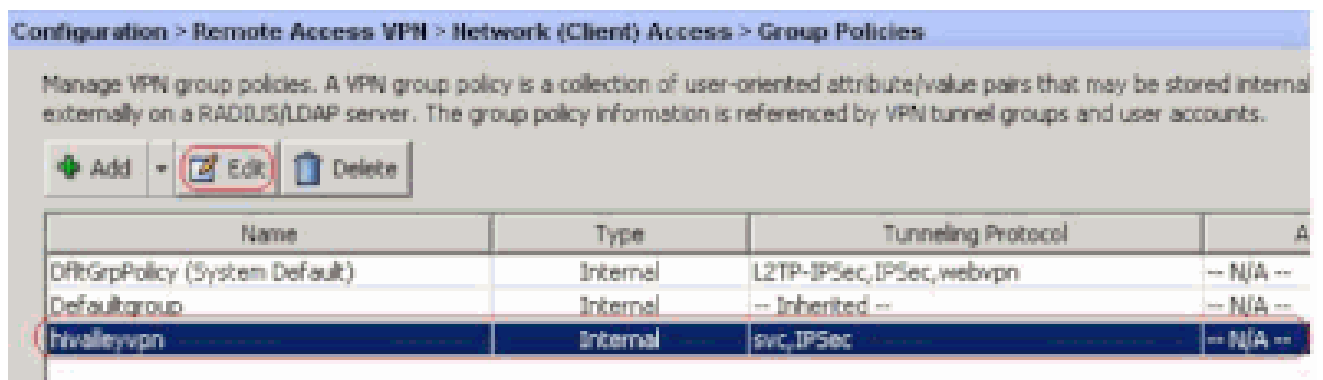 Configuration > Remote Access VPN > Network (Client) Access > Group Policies
Manage VPN group policies. A VPN group policy is a collection of user-oriented attribute/value pairs that may be stored internal
externally on a RADIUS/LDAP server. The group policy information is referenced by VPN tunnel groups and user accounts.
Add Edit Delete
Name Type Tunneling Protocol A
DfltGrpPolicy (System Default) Internal L2TP-IPSec,IPSec,webvpn -- N/A --
Defaultgroup Internal -- Inherited -- -- N/A --
hivalleyvpn Internal svc,IPSec -- N/A --